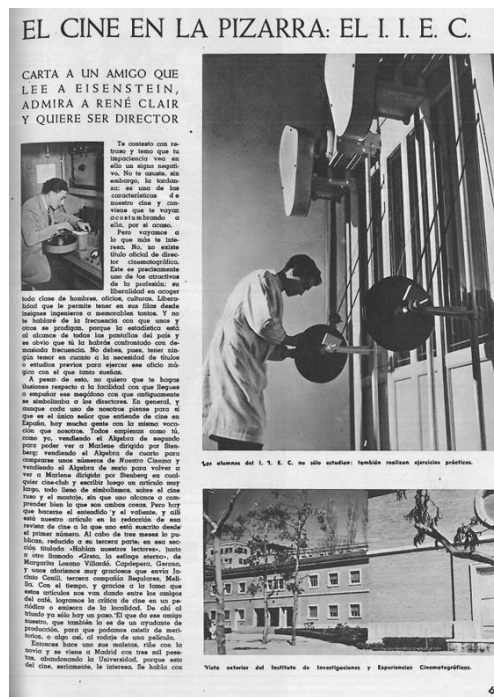 EL CINE EN LA PIZARRA: EL I. I. E. C.
CARTA A UN AMIGO QUE
LEE A EISENSTEIN,
ADMIRA A RENÉ CLAIR
Y QUIERE SER DIRECTOR
Te contesto con re-
traso y temo que tu
impaciencia vea en
ello un signo negati-
vo. No te asuste, sin
embargo, la tardan-
za; es una de las
características de
nuestro cine y con-
viene que te vayas
acostumbrando a
ella, por si acaso.
Pero vayamos a
lo que más te inte-
resa. No, no existe
título oficial de direc-
tor cinematográfico.
Este es precisamente
uno de los atractivos
de la profesión: su
liberalidad en acoger
toda clase de hombres, oficios, culturas. Libera-
lidad que le permite tener en sus filas desde
insignes ingenieros a memorables tontos. Y no
te hablaré de la frecuencia con que unos y
otros se prodigan, porque la estadística está
al alcance de todas las pantallas del país y
es obvio que tú la habrás confrontado con de-
masiada frecuencia. No debes, pues, tener nin-
gún temor en cuanto a la necesidad de títulos
o estudios previos para ejercer ese oficio má-
gico con el que tanto sueñas.
A pesar de esto, no quiero que te hagas
ilusiones respecto a la facilidad con que llegues
a empuñar ese megáfono con que antiguamente
se simbolizaba a los directores. En general, y
aunque cada uno de nosotros piense para sí
que es el único señor que entiende de cine en
España, hay mucha gente con la misma voca-
ción que nosotros. Todos empiezan como tú,
como yo, vendiendo el Algebra de segundo
para poder ver a Marlene dirigida por Sten-
berg; vendiendo el Algebra de cuarto para
comprarse unos números de Nuestro Cinema y
vendiendo el Algebra de sexto para volver a
ver a Marlene dirigida por Stenberg en cual-
quier cine-club y escribir luego un artículo muy
largo, todo lleno de simbolismos, sobre el cine
ruso y el montaje, sin que uno alcance a com-
prender bien lo que son ambas cosas. Pero hay
que hacerse el entendido y el valiente, y allí
está nuestro artículo en la redacción de esa
revista de cine a la que uno está suscrito desde
el primer número. Al cabo de tres meses lo pu-
blican, reducido a su tercera parte, en esa sec-
ción titulada «Hablan nuestros lectores», junto
a otro llamado «Greta, la esfinge eterna», de
Margarita Losamo Villardó, Capdepera, Gerona,
y unos aforismos muy graciosos que envía Ja-
cinto Conill, tercera compañía Regulares, Meli-
lla. Con el tiempo, y gracias a la fama que
estos artículos nos van dando entre los amigos
del café, logramos la crítica de cine en un pe-
riódico o emisora de la localidad. De ahí al
triunfo ya sólo hay un paso. El que da ese amigo
nuestro, que también lo es de un ayudante de
producción, para que podamos asistir de meri-
torios, o algo así, al rodaje de una película.
Entonces hace uno sus maletas, riñe con la
novia y se viene a Madrid con tres mil pese-
tas, abandonando la Universidad, porque esto
del cine, seriamente, le interesa. Se habla con
Los alumnos del I. I. E. C. no sólo estudian: también realizan ejercicios prácticos.
Vista exterior del Instituto de Investigaciones y Experiencias Cinematográficas.
6